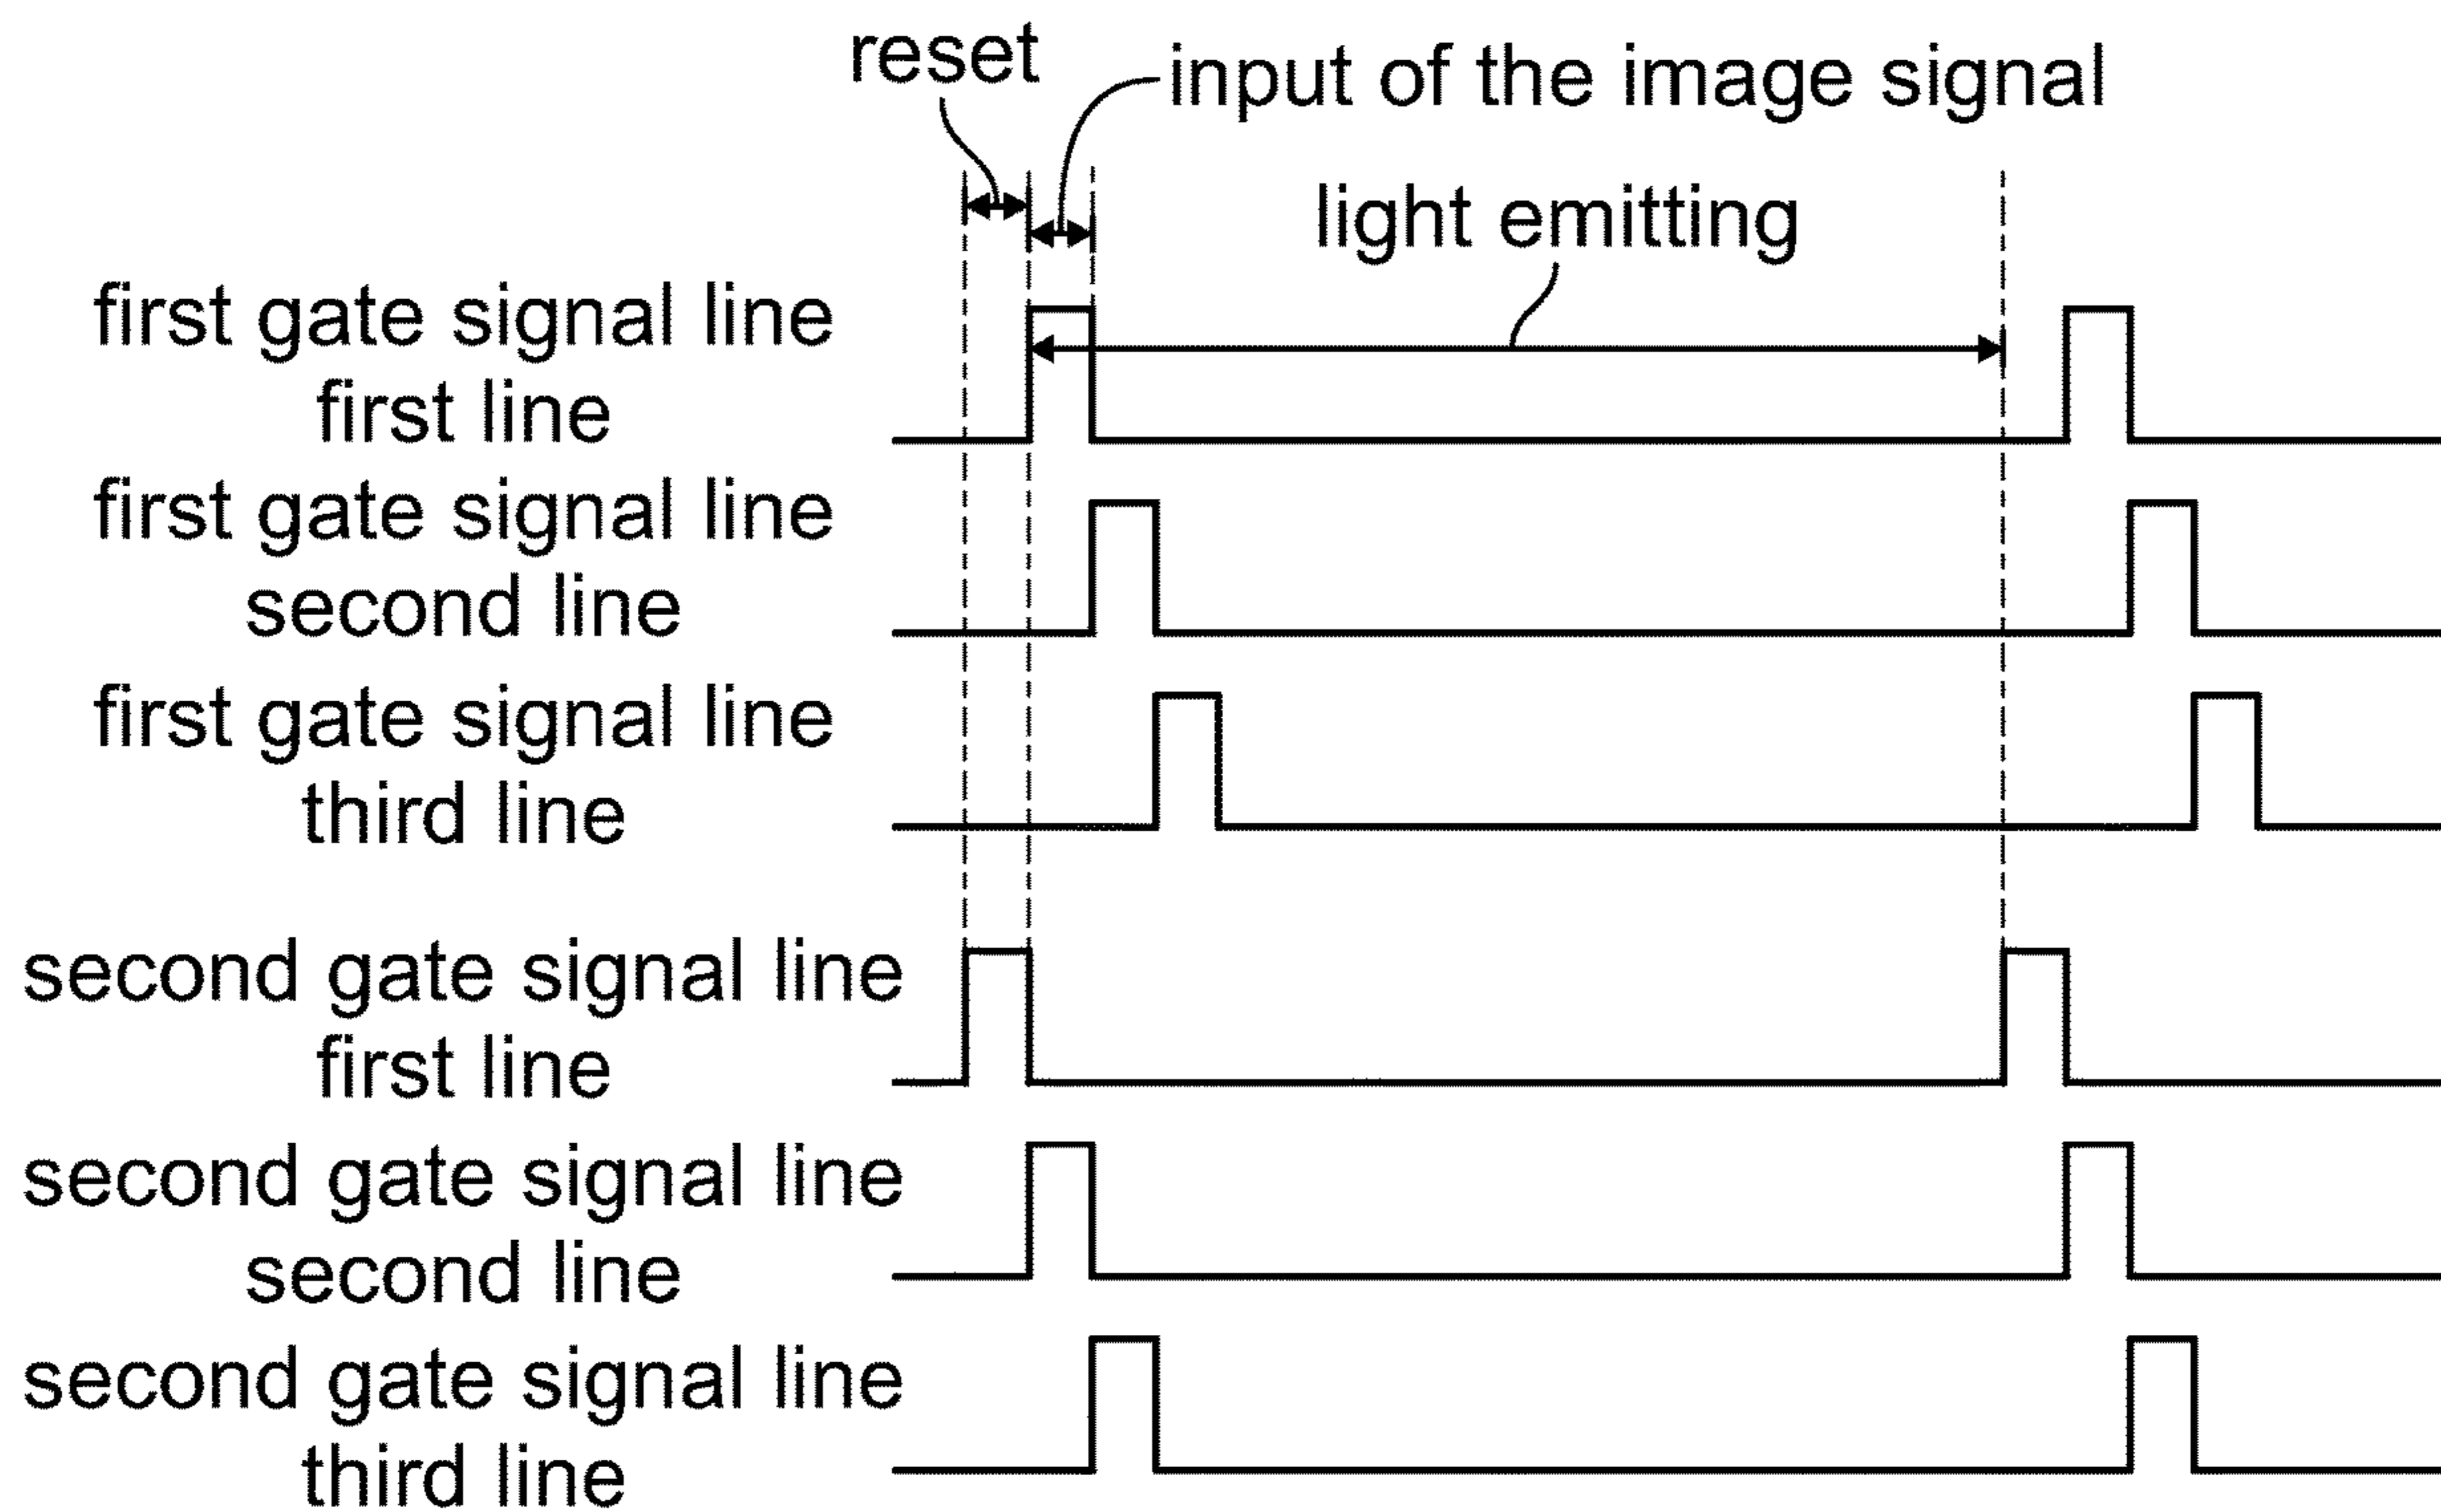 reset
input of the image signal
light emitting
first gate signal line
first line
first gate signal line
second line
first gate signal line
third line
second gate signal line
first line
second gate signal line
second line
second gate signal line
third line